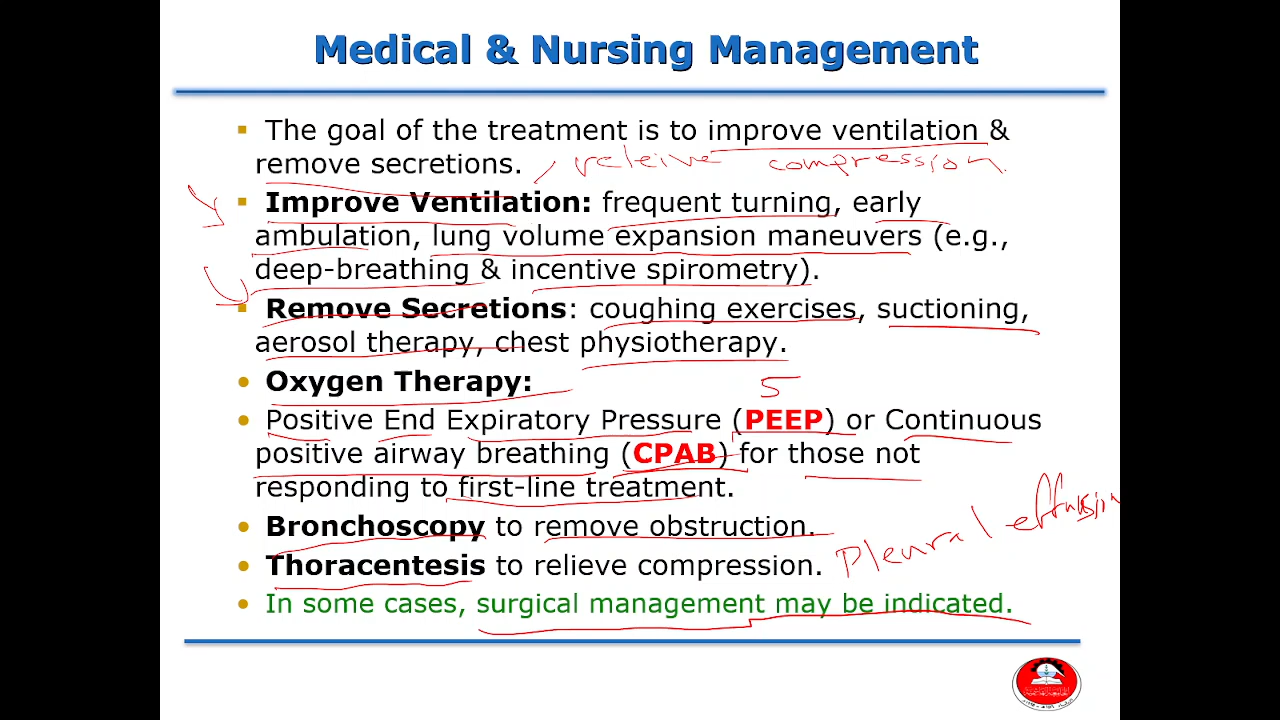 Medical & Nursing Management
▪ The goal of the treatment is to improve ventilation &
remove secretions. releive compression
▪ Improve Ventilation: frequent turning, early
ambulation, lung volume expansion maneuvers (e.g.,
deep-breathing & incentive spirometry).
▪ Remove Secretions: coughing exercises, suctioning,
aerosol therapy, chest physiotherapy.
• Oxygen Therapy:
5
• Positive End Expiratory Pressure (PEEP) or Continuous
positive airway breathing (CPAB) for those not
responding to first-line treatment.
• Bronchoscopy to remove obstruction.
• Thoracentesis to relieve compression. Pleural effusion
• In some cases, surgical management may be indicated.